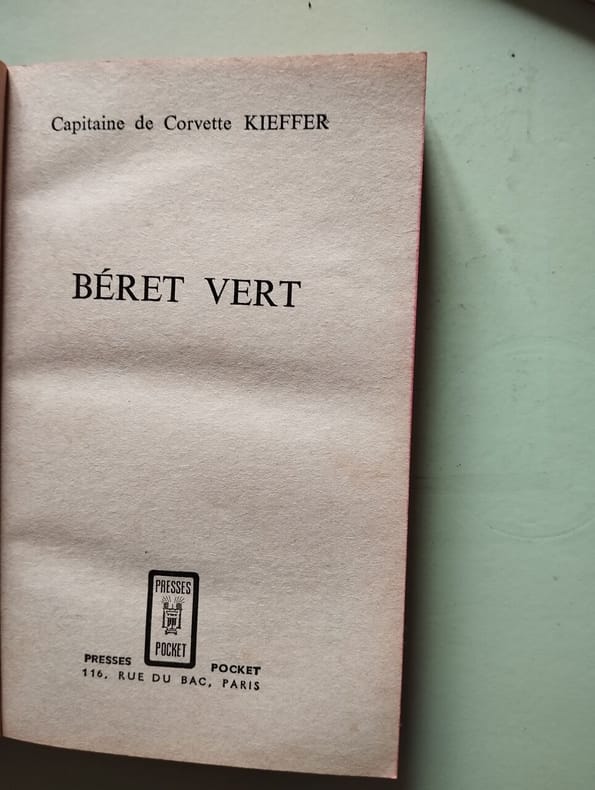 Capitaine de Corvette KIEFFER
BÉRET VERT
PRESSES
POCKET
PRESSES POCKET
116, RUE DU BAC, PARIS